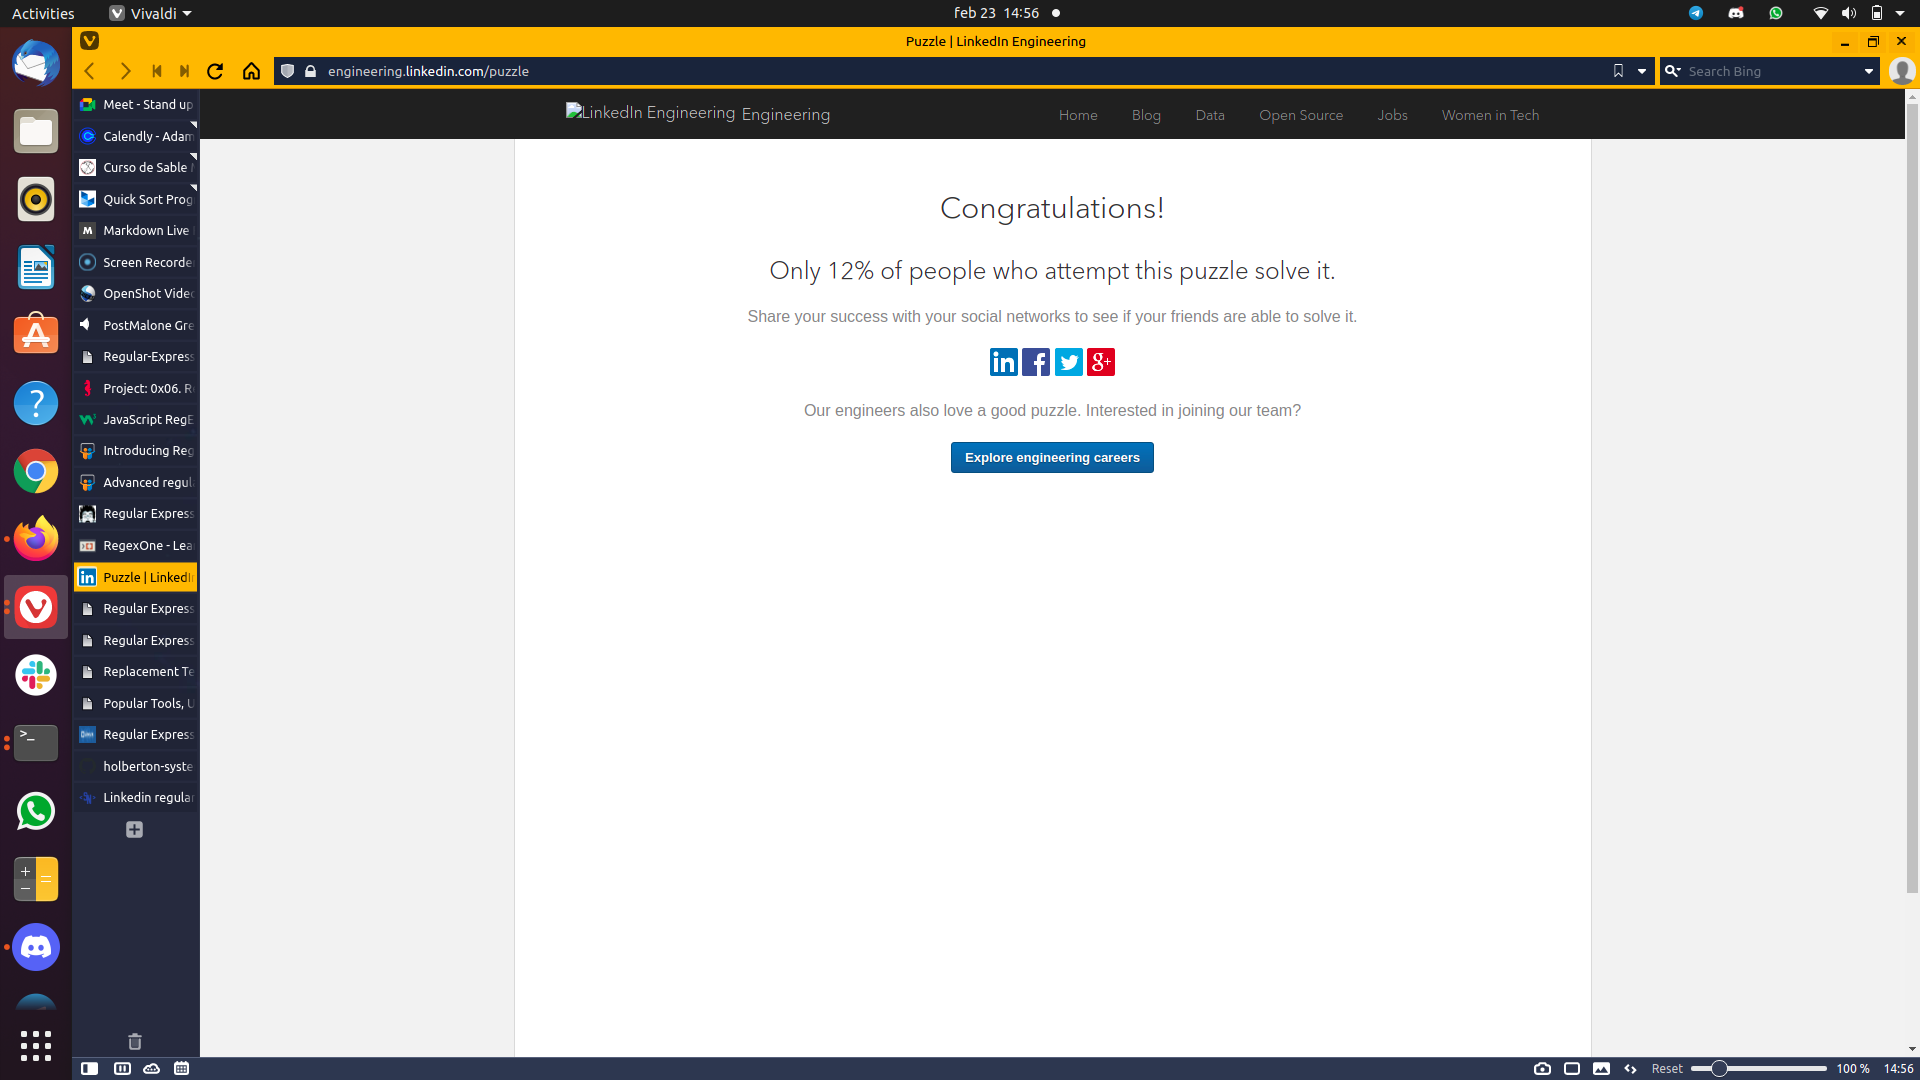 Activities
Vivaldi
feb 23 14:56
Puzzle | LinkedIn Engineering
engineering.linkedin.com/puzzle
Search Bing
Meet - Stand up
Calendly - Adam
Curso de Sable
Quick Sort Prog
Markdown Live
Screen Recorde
OpenShot Vide
PostMalone Gre
Regular-Express
Project: 0x06. R
JavaScript RegE
Introducing Reg
Advanced regul
Regular Express
RegexOne - Lea
Puzzle | LinkedIn
Regular Express
Regular Express
Replacement Te
Popular Tools, U
Regular Express
holberton-syste
Linkedin regular
LinkedIn Engineering Engineering
Home
Blog
Data
Open Source
Jobs
Women in Tech
Congratulations!
Only 12% of people who attempt this puzzle solve it.
Share your success with your social networks to see if your friends are able to solve it.
Our engineers also love a good puzzle. Interested in joining our team?
Explore engineering careers
Reset
100 %
14:56